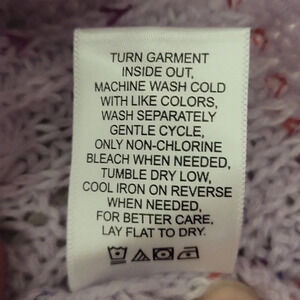 TURN GARMENT
INSIDE OUT,
MACHINE WASH COLD
WITH LIKE COLORS,
WASH SEPARATELY
GENTLE CYCLE,
ONLY NON-CHLORINE
BLEACH WHEN NEEDED,
TUMBLE DRY LOW,
COOL IRON ON REVERSE
WHEN NEEDED,
FOR BETTER CARE,
LAY FLAT TO DRY.